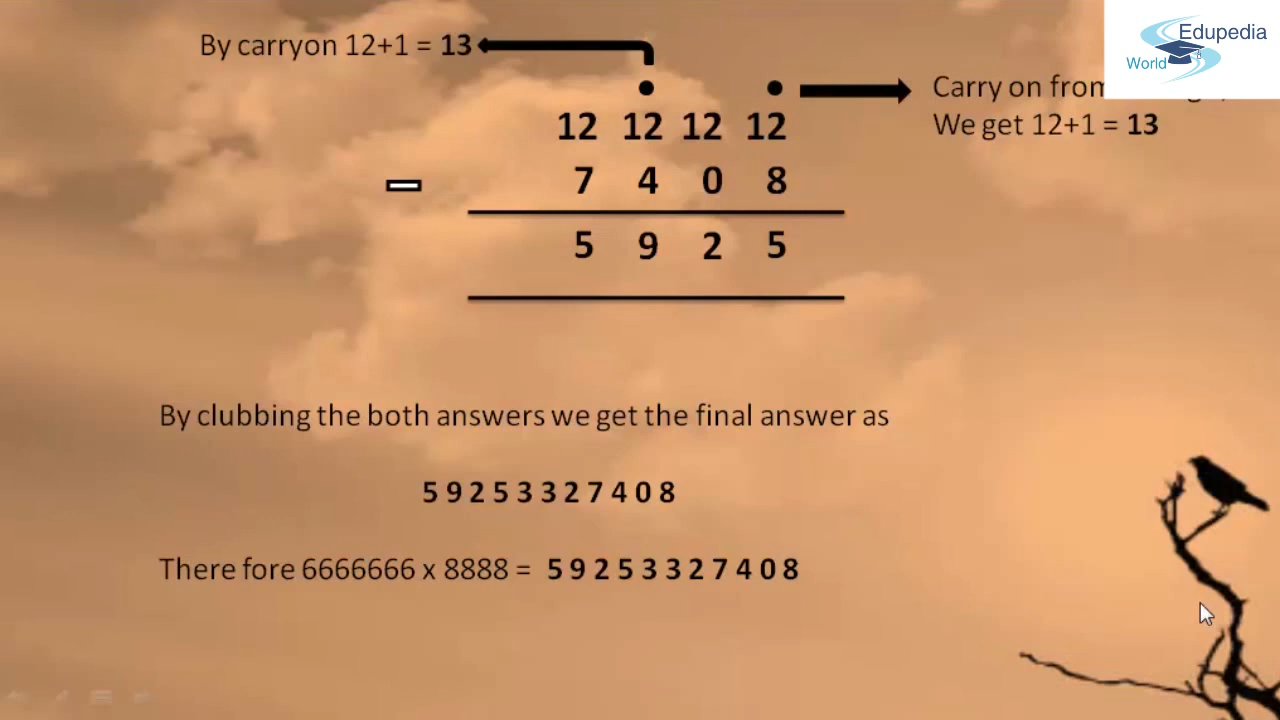 By carryon 12+1 = 13
Edupedia
World
Carry on from
We get 12+1 = 13
12 12 12 12
7 4 0 8
5 9 2 5
By clubbing the both answers we get the final answer as
5 9 2 5 3 3 2 7 4 0 8
There fore 6666666 x 8888 = 5 9 2 5 3 3 2 7 4 0 8